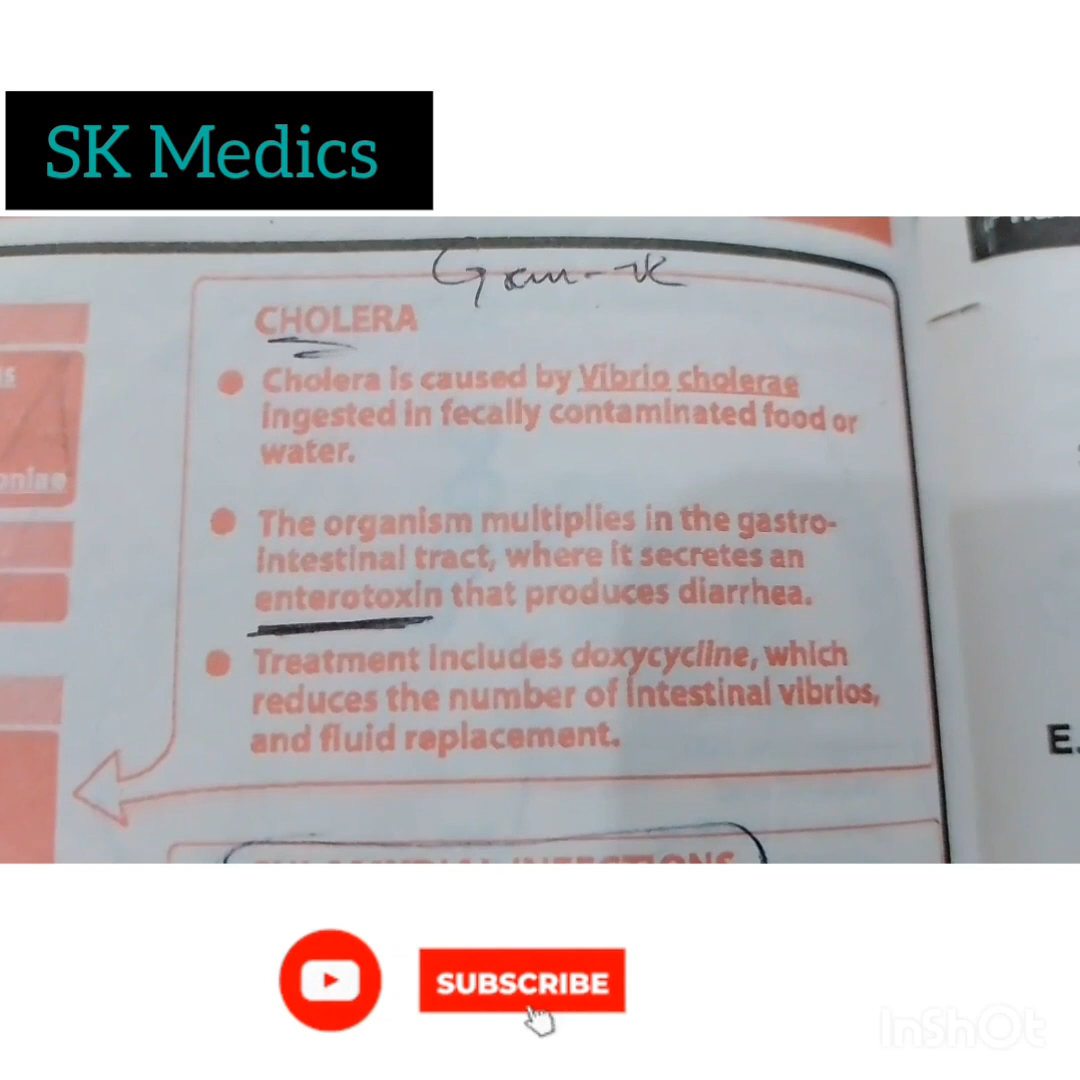 SK Medics
Gram -ve
CHOLERA
● Cholera is caused by Vibrio cholerae
ingested in fecally contaminated food or
water.
● The organism multiplies in the gastro-
intestinal tract, where it secretes an
enterotoxin that produces diarrhea.
● Treatment includes doxycycline, which
reduces the number of intestinal vibrios,
and fluid replacement.
E.
SUBSCRIBE
InShOt